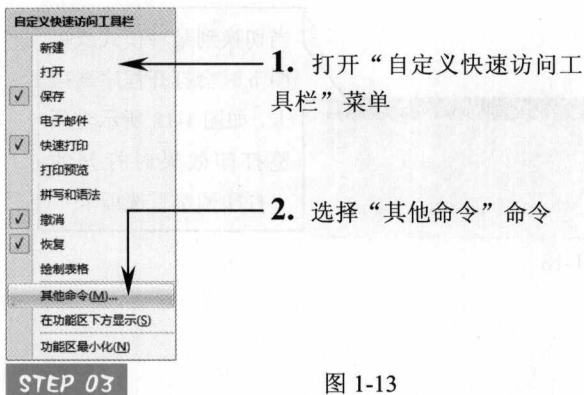 自定义快速访问工具栏
新建
打开
保存
电子邮件
快速打印
打印预览
拼写和语法
撤消
恢复
绘制表格
其他命令(M)...
在功能区下方显示(S)
功能区最小化(N)
1. 打开“自定义快速访问工
具栏”菜单
2. 选择“其他命令”命令
STEP 03
图 1-13